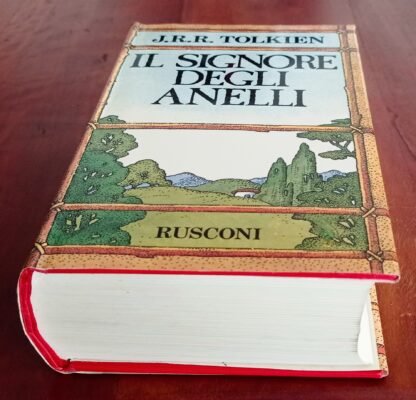 J.R.R. TOLKIEN
IL SIGNORE
DEGLI
ANELLI
RUSCONI